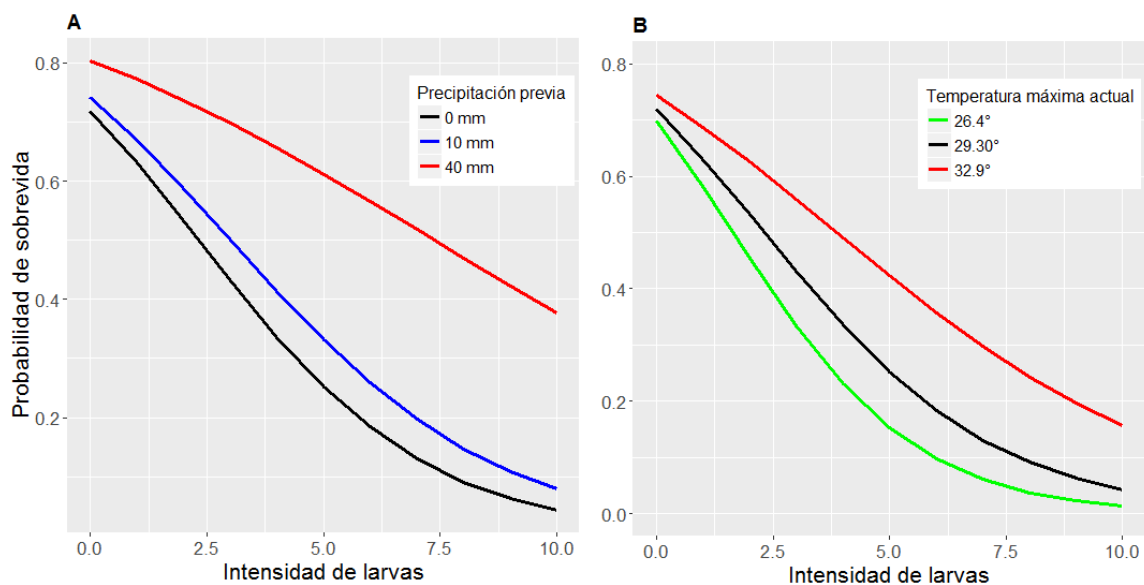 A
Probabilidad de sobrevida
0.8
0.6
0.4
0.2
Precipitación previa
0 mm
10 mm
40 mm
0.0 2.5 5.0 7.5 10.0
Intensidad de larvas
B
0.8
0.6
0.4
0.2
0.0
Temperatura máxima actual
26.4°
29.30°
32.9°
0.0 2.5 5.0 7.5 10.0
Intensidad de larvas